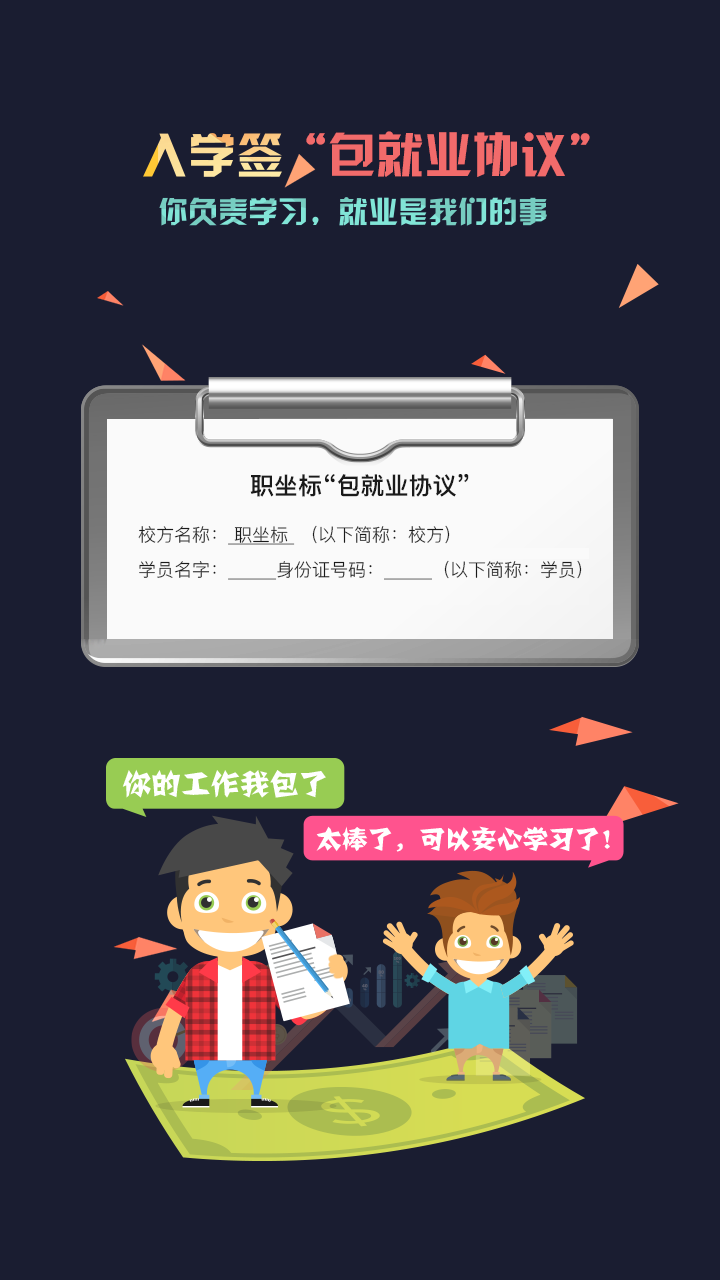 入学签“包就业协议”
你负责学习，就业是我们的事
职坐标“包就业协议”
校方名称：职坐标（以下简称：校方）
学员名字：_____身份证号码：_____（以下简称：学员）
你的工作我包了
太棒了，可以安心学习了！